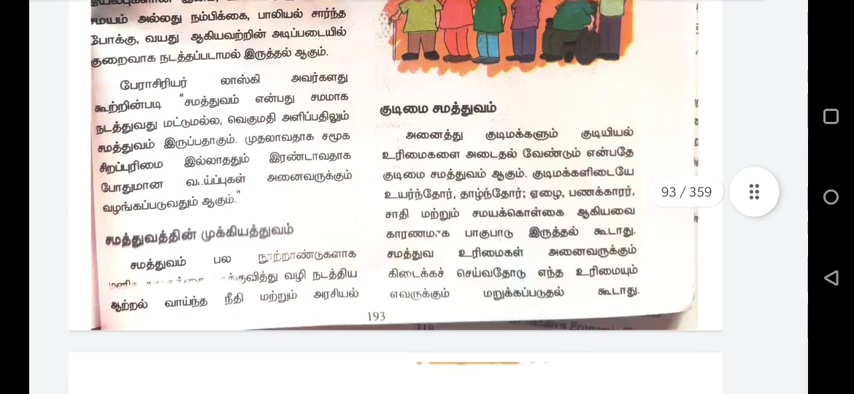 சமயம் அல்லது நம்பிக்கை, பாலியல் சார்ந்த
போக்கு, வயது ஆகியவற்றின் அடிப்படையில்
குறைவாக நடத்தப்படாமல் இருத்தல் ஆகும்.
பேராசிரியர் லாஸ்கி அவர்களது
கூற்றின்படி "சமத்துவம் என்பது சமமாக
நடத்துவது மட்டுமல்ல, வெகுமதி அளிப்பதிலும்
சமத்துவம் இருப்பதாகும். முதலாவதாக சமூக
சிறப்புரிமை இல்லாததும் இரண்டாவதாக
போதுமான வாய்ப்புகள் அனைவருக்கும்
வழங்கப்படுவதும் ஆகும்."
சமத்துவத்தின் முக்கியத்துவம்
சமத்துவம் பல நூற்றாண்டுகளாக
வழி நடத்திய
ஆற்றல் வாய்ந்த நீதி மற்றும் அரசியல்
குடிமை சமத்துவம்
அனைத்து குடிமக்களும் குடியியல்
உரிமைகளை அடைதல் வேண்டும் என்பதே
குடிமை சமத்துவம் ஆகும். குடிமக்களிடையே
உயர்ந்தோர், தாழ்ந்தோர்; ஏழை, பணக்காரர்,
சாதி மற்றும் சமயக்கொள்கை ஆகியவை
காரணமாக பாகுபாடு இருத்தல் கூடாது.
சமத்துவ உரிமைகள் அனைவருக்கும்
கிடைக்கச் செய்வதோடு எந்த உரிமையும்
எவருக்கும் மறுக்கப்படுதல் கூடாது.
193
93 / 359